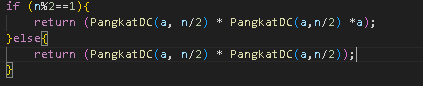 if (n%2==1){
return (PangkatDC(a, n/2) * PangkatDC(a,n/2) *a);
}else{
return (PangkatDC(a, n/2) * PangkatDC(a,n/2));
}